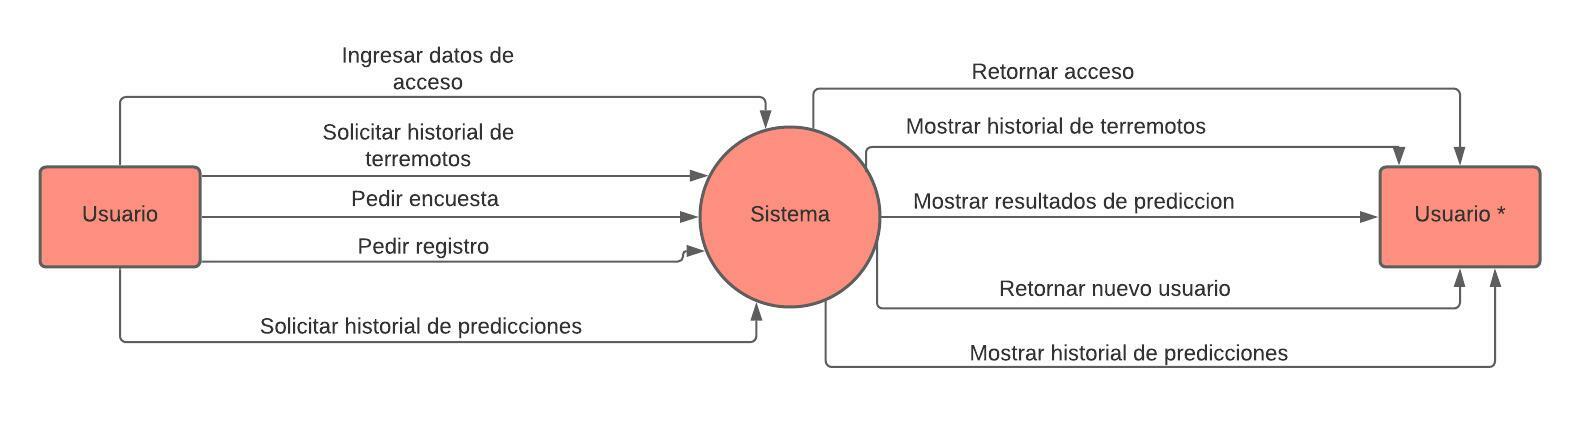 Ingresar datos de
acceso
Solicitar historial de
terremotos
Pedir encuesta
Pedir registro
Solicitar historial de predicciones
Usuario
Sistema
Retornar acceso
Mostrar historial de terremotos
Mostrar resultados de prediccion
Retornar nuevo usuario
Mostrar historial de predicciones
Usuario *